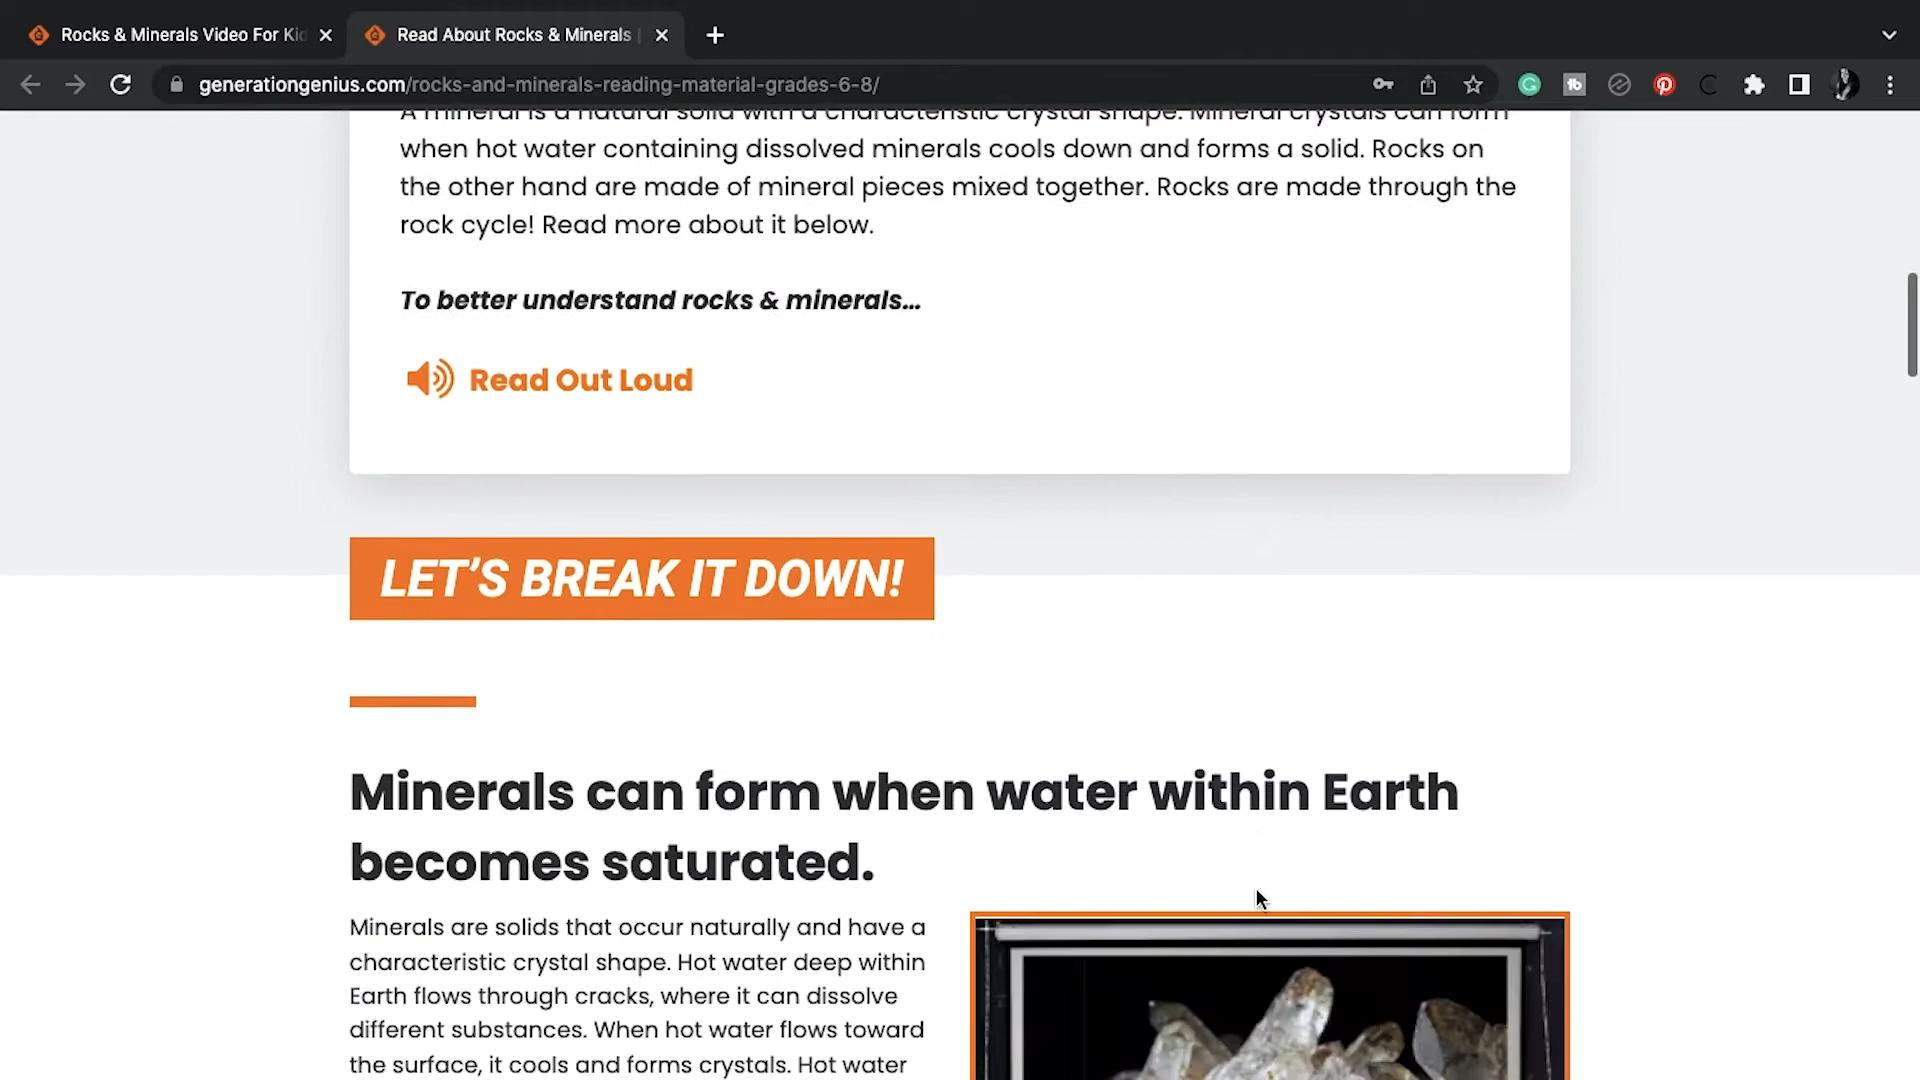 Rocks & Minerals Video For Kid
Read About Rocks & Minerals |
generationgenius.com/rocks-and-minerals-reading-material-grades-6-8/
A mineral is a natural solid with a characteristic crystal shape. Mineral crystals can form
when hot water containing dissolved minerals cools down and forms a solid. Rocks on
the other hand are made of mineral pieces mixed together. Rocks are made through the
rock cycle! Read more about it below.
To better understand rocks & minerals...
Read Out Loud
LET'S BREAK IT DOWN!
Minerals can form when water within Earth
becomes saturated.
Minerals are solids that occur naturally and have a
characteristic crystal shape. Hot water deep within
Earth flows through cracks, where it can dissolve
different substances. When hot water flows toward
the surface, it cools and forms crystals. Hot water